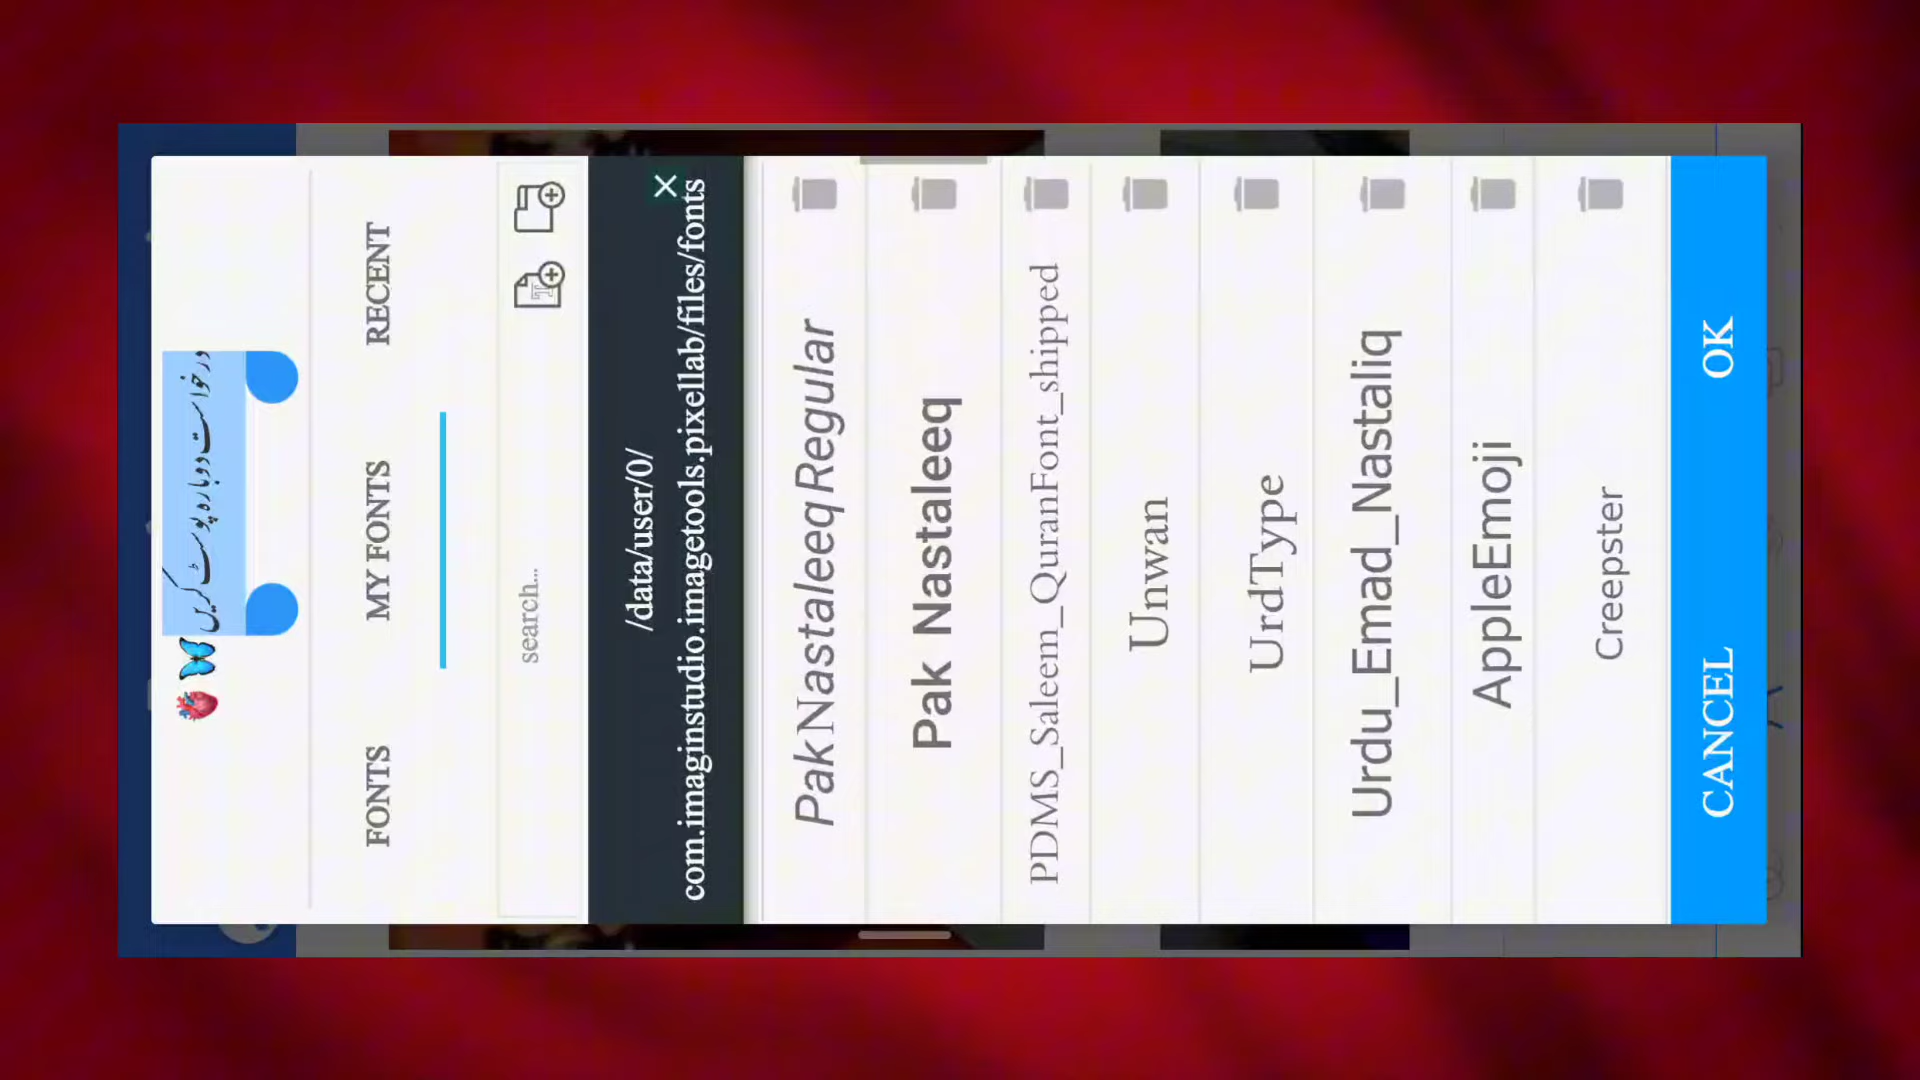 درخواست دوبارہ پوسٹ کریں 🦋 🫀
FONTS MY FONTS RECENT
search...
/data/user/0/
com.imaginstudio.imagetools.pixellab/files/fonts
PakNastaleeqRegular
Pak Nastaleeq
PDMS_Saleem_QuranFont_shipped
Unwan
UrdType
Urdu_Emad_Nastaliq
AppleEmoji
Creepster
CANCEL OK